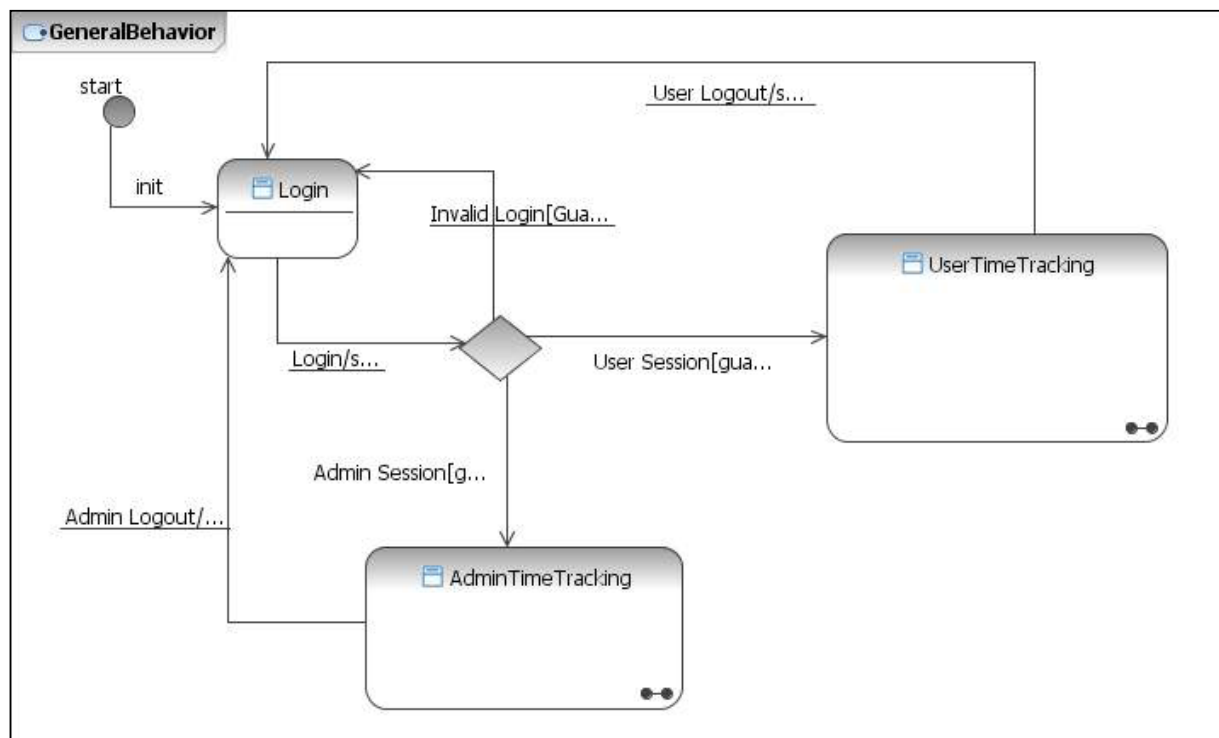 GeneralBehavior
start
User Logout/s...
init
Login
Invalid Login[Gua...
UserTimeTracking
Login/s...
User Session[gua...
Admin Session[g...
Admin Logout/...
AdminTimeTracking